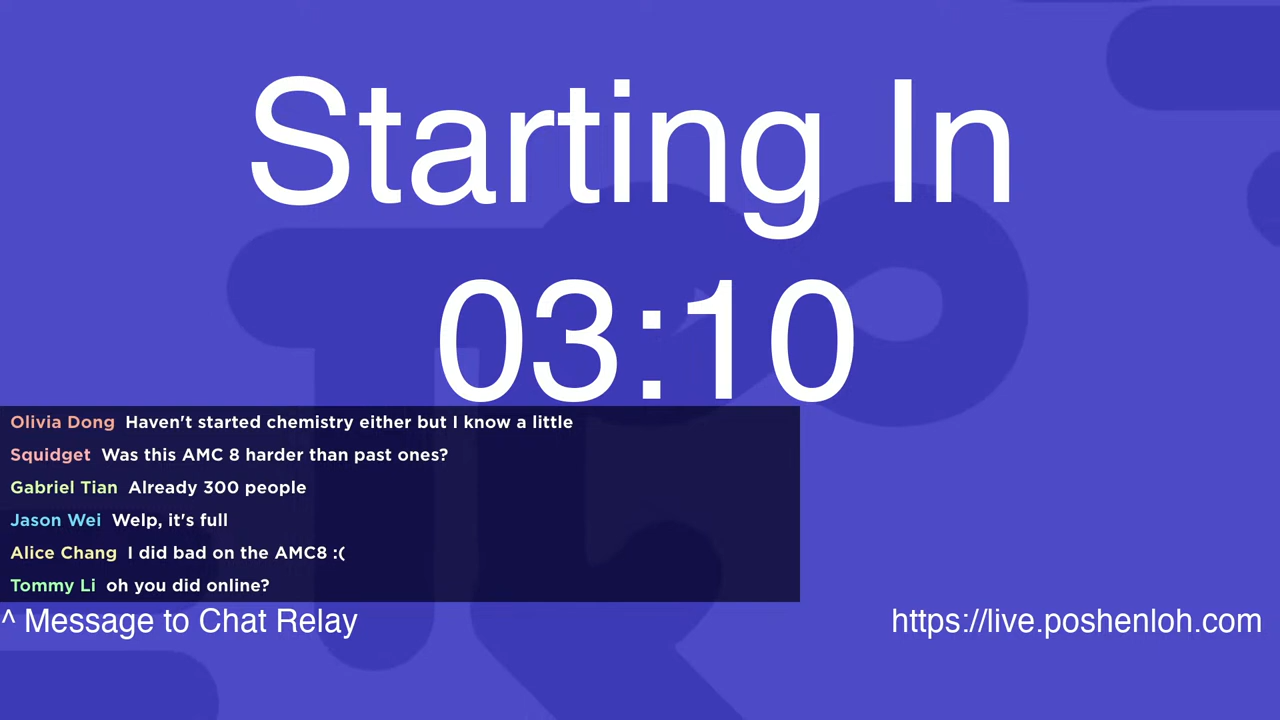 Starting In
03:10
Olivia Dong Haven't started chemistry either but I know a little
Squidget Was this AMC 8 harder than past ones?
Gabriel Tian Already 300 people
Jason Wei Welp, it's full
Alice Chang I did bad on the AMC8 :(
Tommy Li oh you did online?
^ Message to Chat Relay
https://live.poshenloh.com